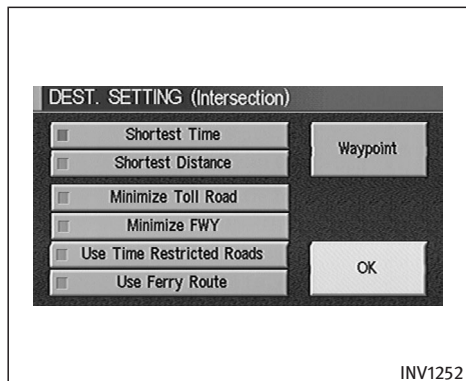 DEST. SETTING (Intersection)
Shortest Time
Shortest Distance
Minimize Toll Road
Minimize FWY
Use Time Restricted Roads
Use Ferry Route
Waypoint
OK
INV1252